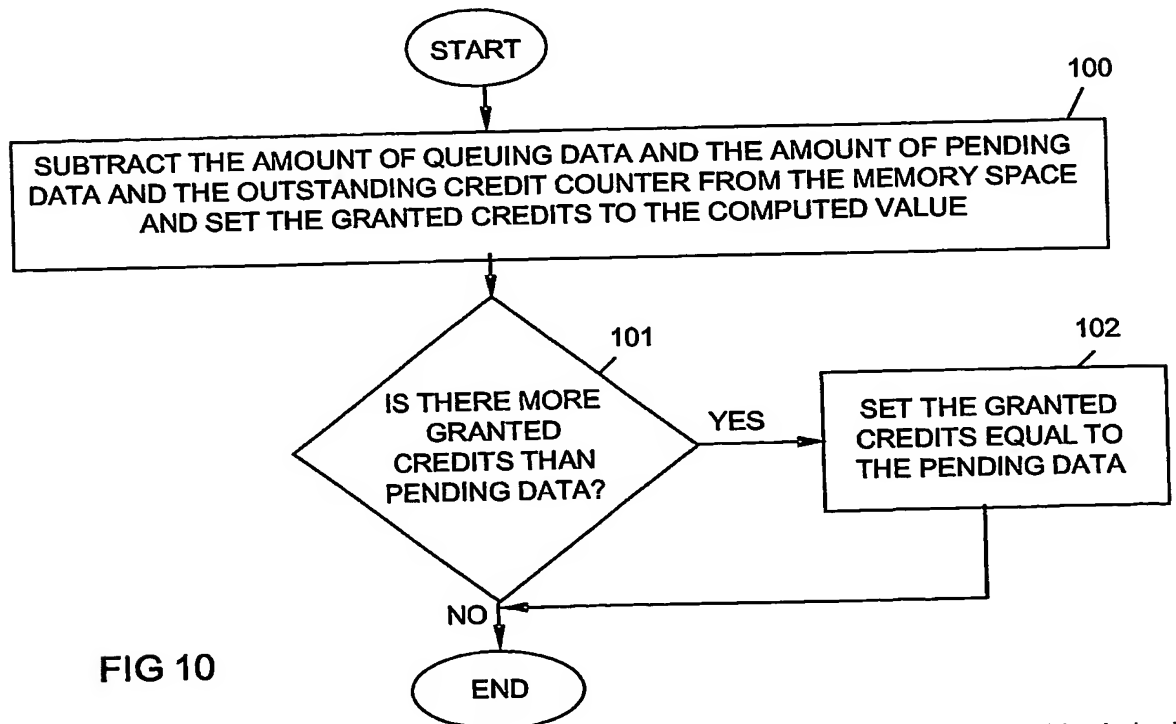 START
100
SUBTRACT THE AMOUNT OF QUEUING DATA AND THE AMOUNT OF PENDING
DATA AND THE OUTSTANDING CREDIT COUNTER FROM THE MEMORY SPACE
AND SET THE GRANTED CREDITS TO THE COMPUTED VALUE
101
IS THERE MORE
GRANTED
CREDITS THAN
PENDING DATA?
YES
102
SET THE GRANTED
CREDITS EQUAL TO
THE PENDING DATA
NO
FIG 10
END